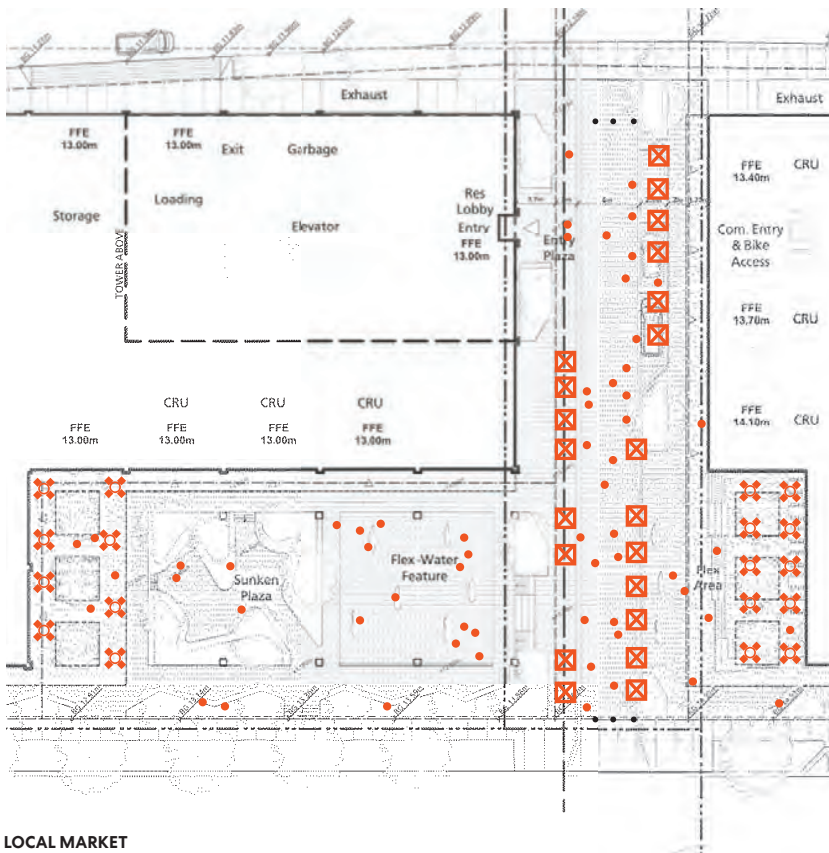 Exhaust
Exhaust
FFE
13.00m
FFE
13.00m
Exit
Garbage
FFE
13.40m
CRU
Storage
Loading
Elevator
Res
Lobby
Entry
FFE
13.00m
Entry
Plaza
Com. Entry
& Bike
Access
TOWER ABOVE
FFE
13.70m
CRU
CRU
CRU
CRU
FFE
13.00m
FFE
13.00m
FFE
13.00m
FFE
13.00m
FFE
14.10m
CRU
Sunken
Plaza
Flex-Water
Feature
Flex
Area
LOCAL MARKET